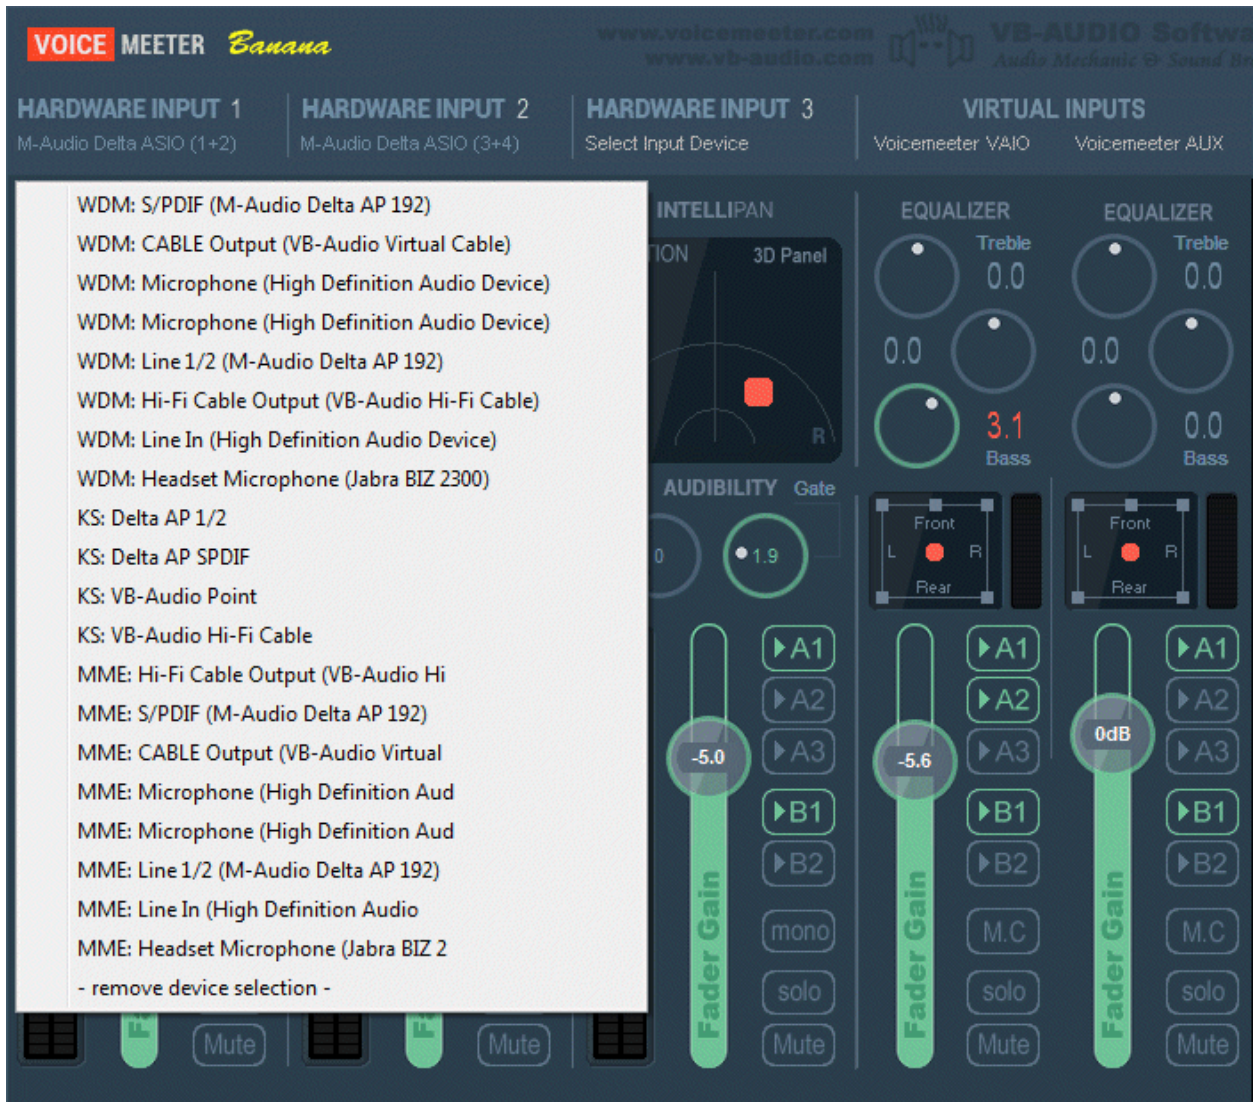 VOICE MEETER Banana
www.voicemeeter.com
www.vb-audio.com
VB-AUDIO Softwa
Audio Mechanic & Sound Br
HARDWARE INPUT 1
M-Audio Delta ASIO (1+2)
HARDWARE INPUT 2
M-Audio Delta ASIO (3+4)
HARDWARE INPUT 3
Select Input Device
VIRTUAL INPUTS
Voicemeeter VAIO
Voicemeeter AUX
WDM: S/PDIF (M-Audio Delta AP 192)
WDM: CABLE Output (VB-Audio Virtual Cable)
WDM: Microphone (High Definition Audio Device)
WDM: Microphone (High Definition Audio Device)
WDM: Line 1/2 (M-Audio Delta AP 192)
WDM: Hi-Fi Cable Output (VB-Audio Hi-Fi Cable)
WDM: Line In (High Definition Audio Device)
WDM: Headset Microphone (Jabra BIZ 2300)
KS: Delta AP 1/2
KS: Delta AP SPDIF
KS: VB-Audio Point
KS: VB-Audio Hi-Fi Cable
MME: Hi-Fi Cable Output (VB-Audio Hi
MME: S/PDIF (M-Audio Delta AP 192)
MME: CABLE Output (VB-Audio Virtual
MME: Microphone (High Definition Aud
MME: Microphone (High Definition Aud
MME: Line 1/2 (M-Audio Delta AP 192)
MME: Line In (High Definition Audio
MME: Headset Microphone (Jabra BIZ 2
- remove device selection -
Mute
Mute
INTELLIPAN
TION 3D Panel
R
AUDIBILITY Gate
0
1.9
-5.0
Fader Gain
A1
A2
A3
B1
B2
mono
solo
Mute
EQUALIZER
Treble
0.0
0.0
3.1
Bass
Front
L R
Rear
-5.6
Fader Gain
A1
A2
A3
B1
B2
M.C
solo
Mute
EQUALIZER
Treble
0.0
0.0
0.0
Bass
Front
L R
Rear
0dB
Fader Gain
A1
A2
A3
B1
B2
M.C
solo
Mute